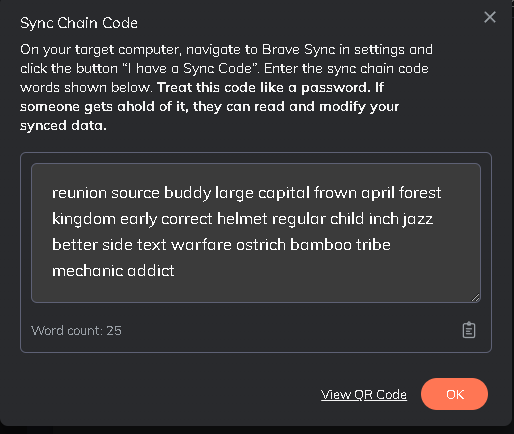 Sync Chain Code
On your target computer, navigate to Brave Sync in settings and
click the button “I have a Sync Code”. Enter the sync chain code
words shown below. Treat this code like a password. If
someone gets ahold of it, they can read and modify your
synced data.
reunion source buddy large capital frown april forest
kingdom early correct helmet regular child inch jazz
better side text warfare ostrich bamboo tribe
mechanic addict
Word count: 25
View QR Code
OK